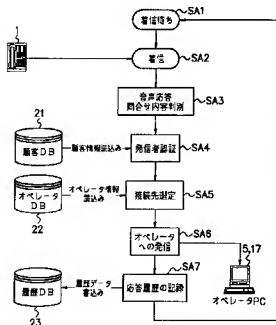 SA1
着信待ち
1
着信
SA2
音声応答
問合せ内容判別
SA3
21
顧客DB
顧客情報読込み
発信者認証
SA4
オペレータ
DB
オペレータ情報
読込み
接続先選定
SA5
22
オペレータ
への発信
SA6
5,17
SA7
履歴DB
履歴データ
書込み
応答履歴の記録
オペレータPC
23